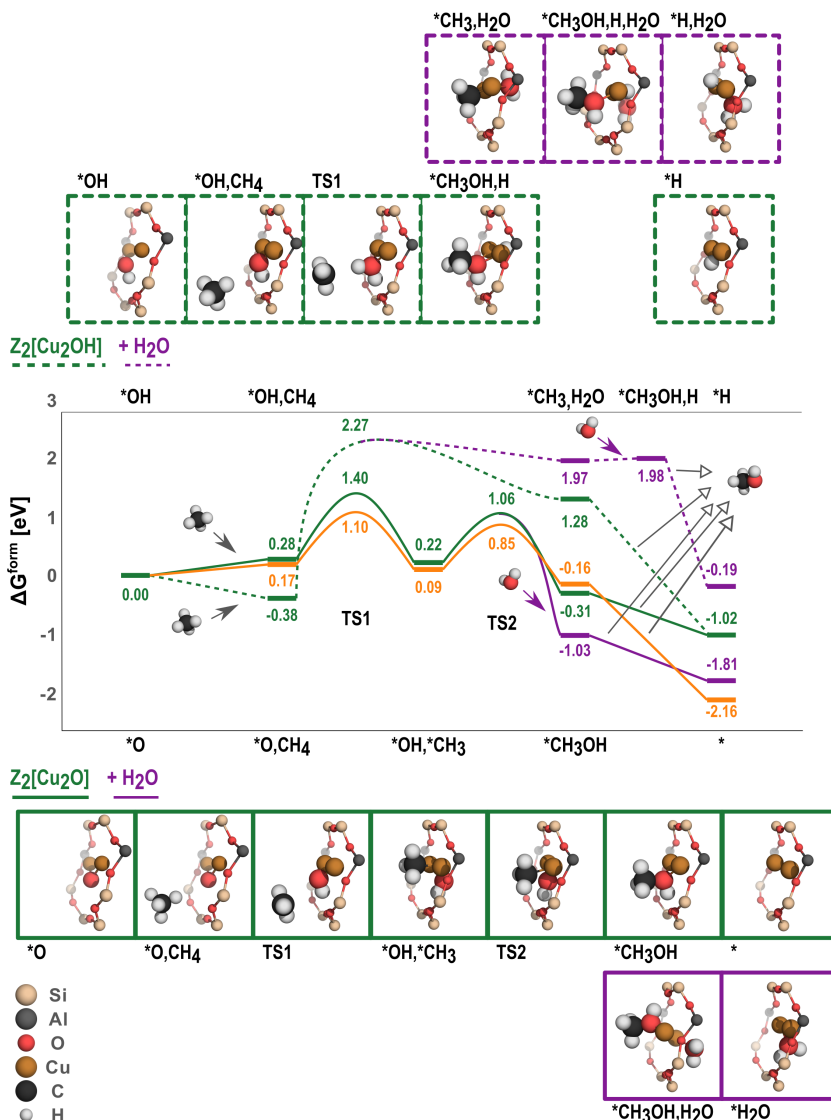 *CH3,H2O *CH3OH,H,H2O *H,H2O
*OH *OH,CH4 TS1 *CH3OH,H *H
Z2[Cu2OH] + H2O
*OH *OH,CH4 *CH3,H2O *CH3OH,H *H
3
2.27
2
1.97
1.98
1.40
1.28
1.06
1
1.10
0.85
ΔGform [eV]
0.28
0.22
0
0.00
0.17
0.09
-0.16
-0.19
-0.38
-0.31
TS1
TS2
-1
-1.03
-1.02
-1.81
-2
-2.16
*O *O,CH4 *OH,*CH3 *CH3OH *
Z2[Cu2O] + H2O
*O *O,CH4 TS1 *OH,*CH3 TS2 *CH3OH *
Si
Al
O
Cu
C
H
*CH3OH,H2O *H2O